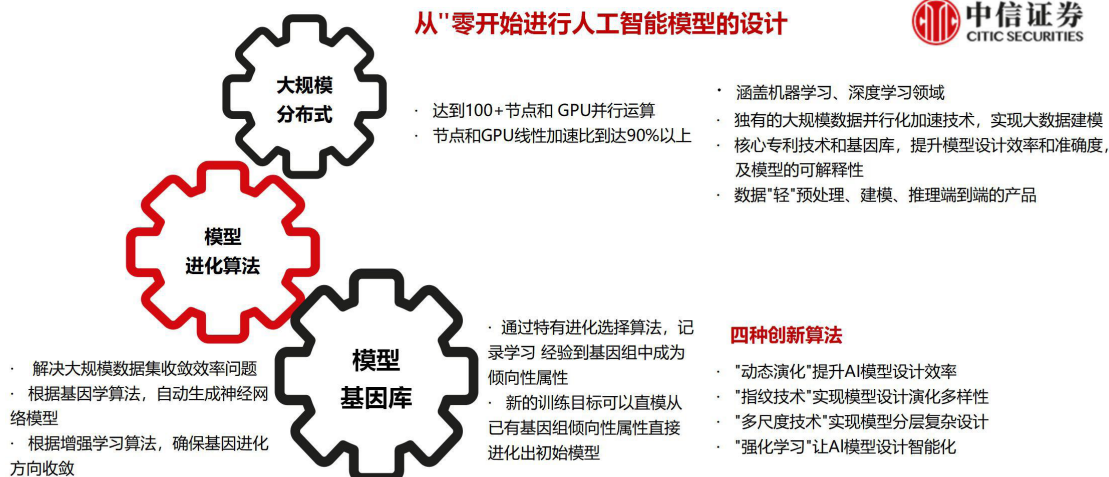 从"零开始进行人工智能模型的设计
中信证券
CITIC SECURITIES
大规模
分布式
· 达到100+节点和 GPU并行运算
· 节点和GPU线性加速比到达90%以上
· 涵盖机器学习、深度学习领域
· 独有的大规模数据并行化加速技术，实现大数据建模
· 核心专利技术和基因库，提升模型设计效率和准确度，
及模型的可解释性
· 数据"轻"预处理、建模、推理端到端的产品
模型
进化算法
· 解决大规模数据集收敛效率问题
· 根据基因学算法，自动生成神经网
络模型
· 根据增强学习算法，确保基因进化
方向收敛
模型
基因库
· 通过特有进化选择算法，记
录学习 经验到基因组中成为
倾向性属性
· 新的训练目标可以直模从
已有基因组倾向性属性直接
进化出初始模型
四种创新算法
· "动态演化"提升AI模型设计效率
· "指纹技术"实现模型设计演化多样性
· "多尺度技术"实现模型分层复杂设计
· "强化学习"让AI模型设计智能化